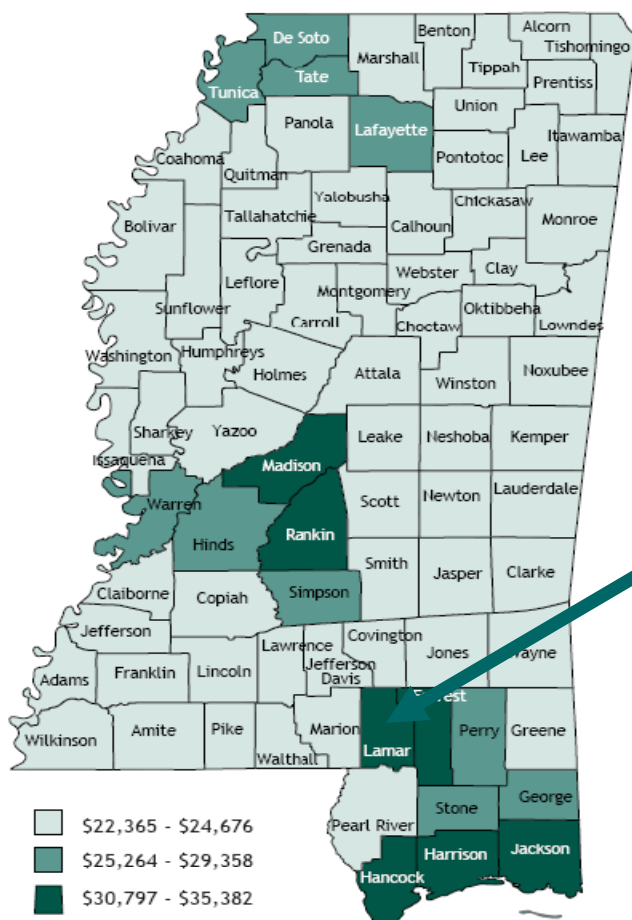 De Soto
Benton
Alcorn
Tishomingo
Marshall
Tippah
Prentiss
Tate
Tunica
Union
Panola
Lafayette
Itawamba
Lee
Pontotoc
Coahoma
Quitman
Yalobusha
Chickasaw
Tallahatchie
Calhoun
Monroe
Bolivar
Grenada
Clay
Webster
Leflore
Montgomery
Oktibbeha
Sunflower
Carroll
Choctaw
Lowndes
Washington
Humphreys
Noxubee
Attala
Holmes
Winston
Sharkey
Yazoo
Leake
Neshoba
Kemper
Issaquena
Madison
Lauderdale
Warren
Scott
Newton
Rankin
Hinds
Smith
Jasper
Clarke
Claiborne
Simpson
Copiah
Jefferson
Covington
Lawrence
Jones
Wayne
Jefferson
Davis
Adams
Franklin
Lincoln
Forrest
Marion
Perry
Greene
Wilkinson
Amite
Pike
Lamar
Walthall
George
Stone
Pearl River
Harrison
Jackson
Hancock
$22,365 - $24,676
$25,264 - $29,358
$30,797 - $35,382